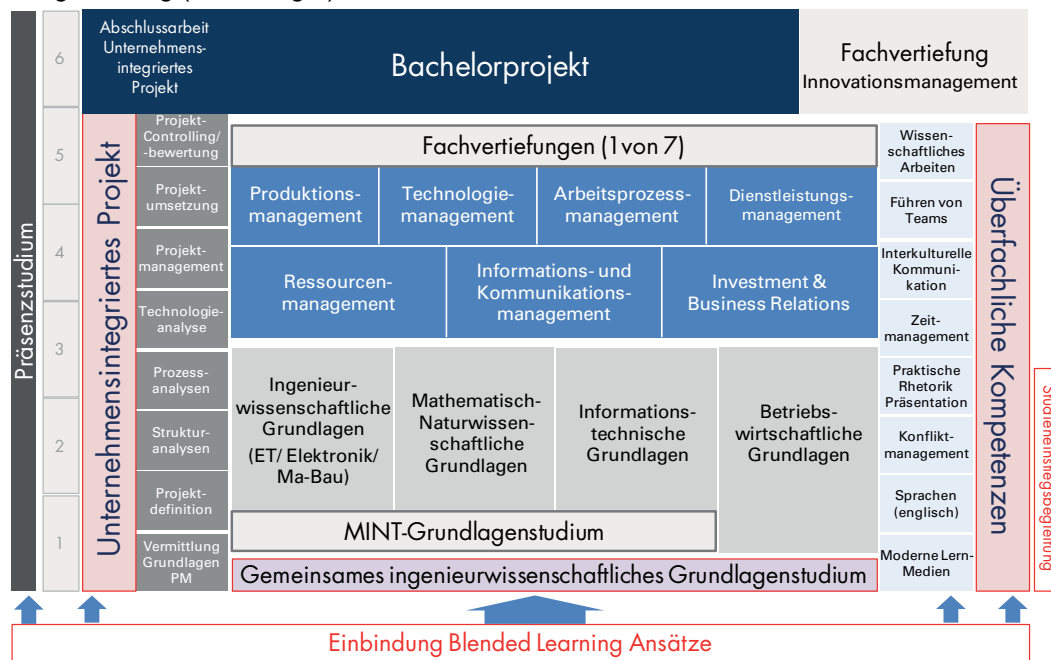 Abschlussarbeit
Unternehmens-
integriertes
Projekt
Bachelorprojekt
Fachvertiefung
Innovationsmanagement
Präsenzstudium
6
5
4
3
2
1
Unternehmensintegriertes Projekt
Projekt-
Controlling/
-bewertung
Projekt-
umsetzung
Projekt-
management
Technologie-
analyse
Prozess-
analysen
Struktur-
analysen
Projekt-
definition
Vermittlung
Grundlagen
PM
Fachvertiefungen (1 von 7)
Produktions-
management
Technologie-
management
Arbeitsprozess-
management
Dienstleistungs-
management
Ressourcen-
management
Informations- und
Kommunikations-
management
Investment &
Business Relations
Ingenieur-
wissenschaftliche
Grundlagen
(ET/ Elektronik/
Ma-Bau)
Mathematisch-
Naturwissen-
schaftliche
Grundlagen
Informations-
technische
Grundlagen
Betriebs-
wirtschaftliche
Grundlagen
MINT-Grundlagenstudium
Gemeinsames ingenieurwissenschaftliches Grundlagenstudium
Wissen-
schaftliches
Arbeiten
Führen von
Teams
Interkulturelle
Kommuni-
kation
Zeit-
management
Praktische
Rhetorik
Präsentation
Konflikt-
management
Sprachen
(englisch)
Moderne Lern-
Medien
Überfachliche Kompetenzen
Studieneinstiegsbegleitung
Einbindung Blended Learning Ansätze